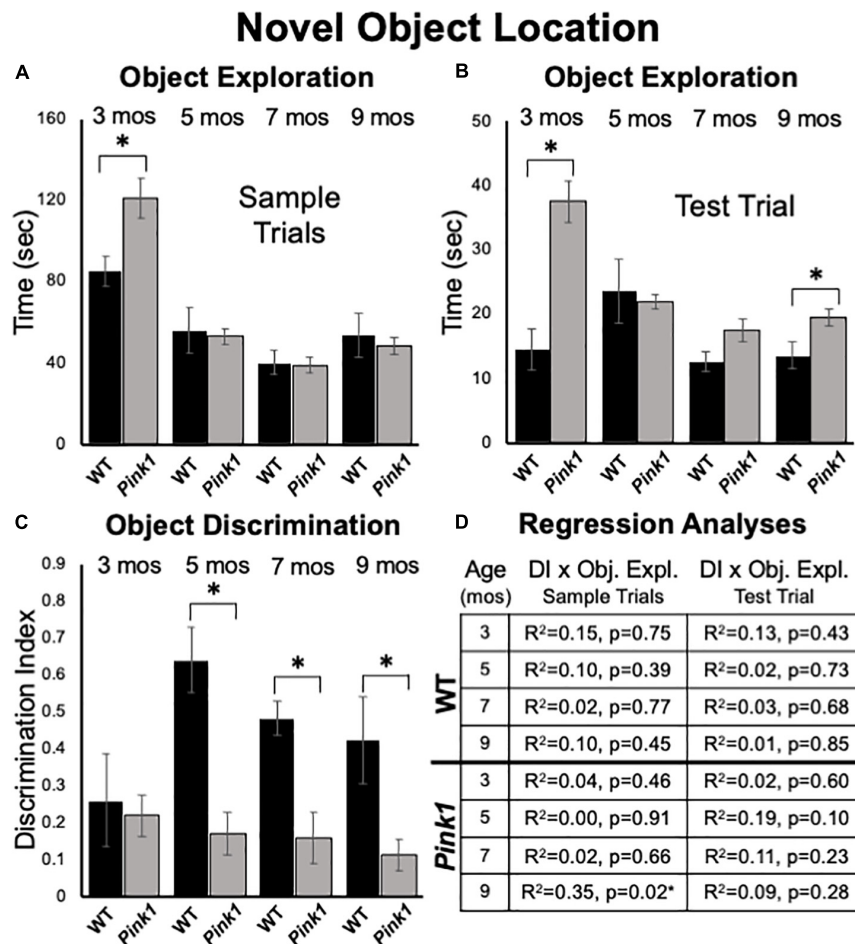 Novel Object Location
A Object Exploration
3 mos 5 mos 7 mos 9 mos
*
Sample
Trials
Time (sec)
160
120
80
40
0
WT Pink1 WT Pink1 WT Pink1 WT Pink1
B Object Exploration
3 mos 5 mos 7 mos 9 mos
*
*
Test Trial
Time (sec)
50
40
30
20
10
0
WT Pink1 WT Pink1 WT Pink1 WT Pink1
C Object Discrimination
3 mos 5 mos 7 mos 9 mos
* * *
Discrimination Index
0.9
0.8
0.7
0.6
0.5
0.4
0.3
0.2
0.1
0
WT Pink1 WT Pink1 WT Pink1 WT Pink1
D Regression Analyses
Age DI x Obj. Expl. DI x Obj. Expl.
(mos) Sample Trials Test Trial
WT
3 R²=0.15, p=0.75 R²=0.13, p=0.43
5 R²=0.10, p=0.39 R²=0.02, p=0.73
7 R²=0.02, p=0.77 R²=0.03, p=0.68
9 R²=0.10, p=0.45 R²=0.01, p=0.85
Pink1
3 R²=0.04, p=0.46 R²=0.02, p=0.60
5 R²=0.00, p=0.91 R²=0.19, p=0.10
7 R²=0.02, p=0.66 R²=0.11, p=0.23
9 R²=0.35, p=0.02* R²=0.09, p=0.28